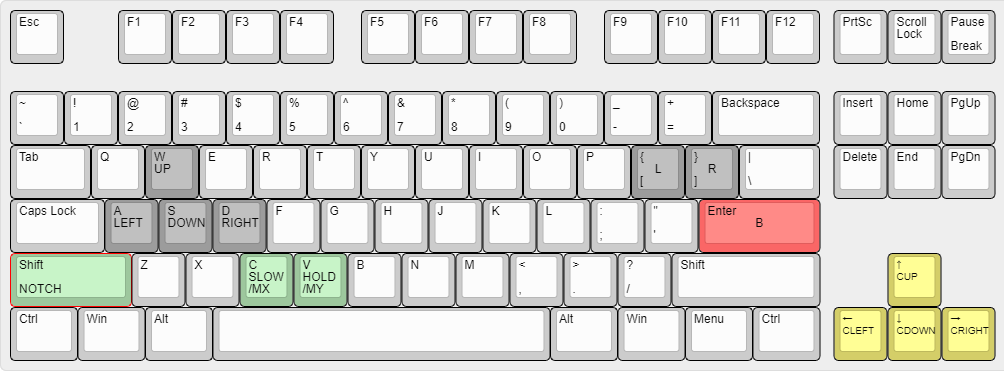 Esc F1 F2 F3 F4 F5 F6 F7 F8 F9 F10 F11 F12 PrtSc Scroll Pause
Lock
Break
~ ! @ # $ % ^ & * ( ) _ + Backspace Insert Home PgUp
` 1 2 3 4 5 6 7 8 9 0 - =
Tab Q W E R T Y U I O P { } | Delete End PgDn
UP L R
[ ] \
Caps Lock A S D F G H J K L : " Enter
LEFT DOWN RIGHT B
; '
Shift Z X C V B N M < > ? Shift ↑
SLOW HOLD CUP
NOTCH /MX /MY , . /
Ctrl Win Alt Alt Win Menu Ctrl ← ↓ →
CLEFT CDOWN CRIGHT